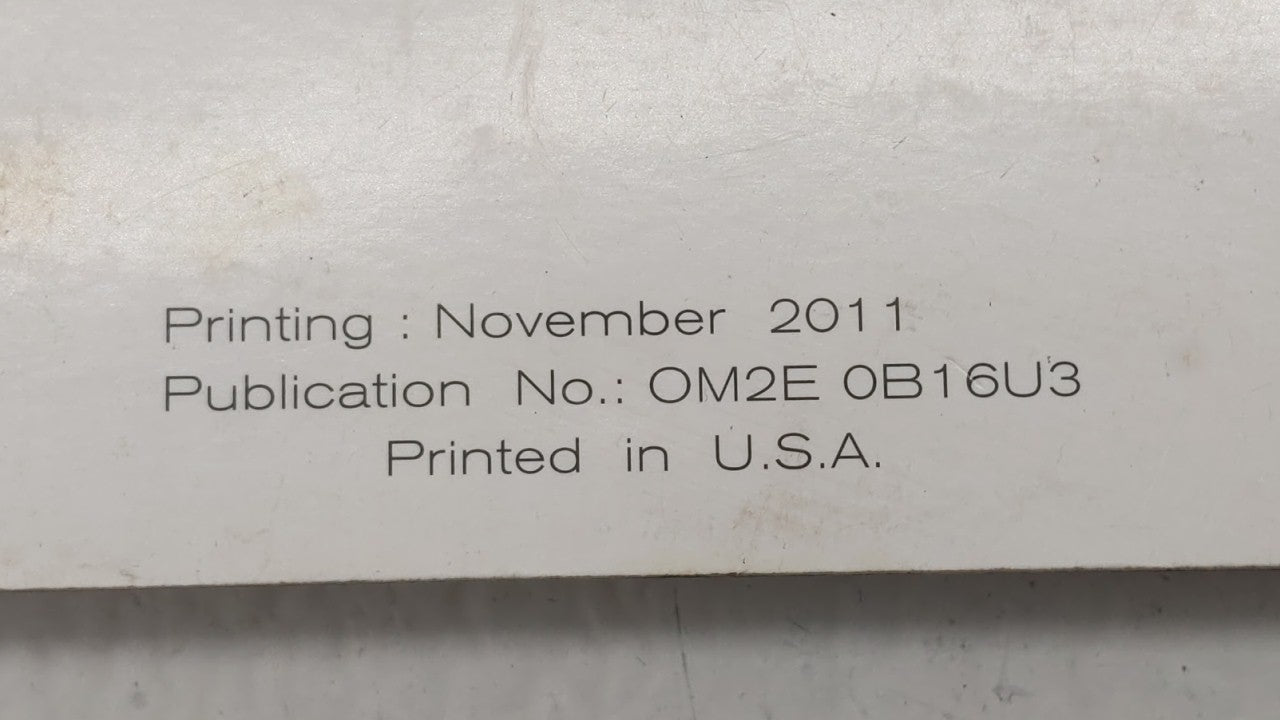 Printing : November 2011
Publication No.: OM2E 0B16U3
Printed in U.S.A.